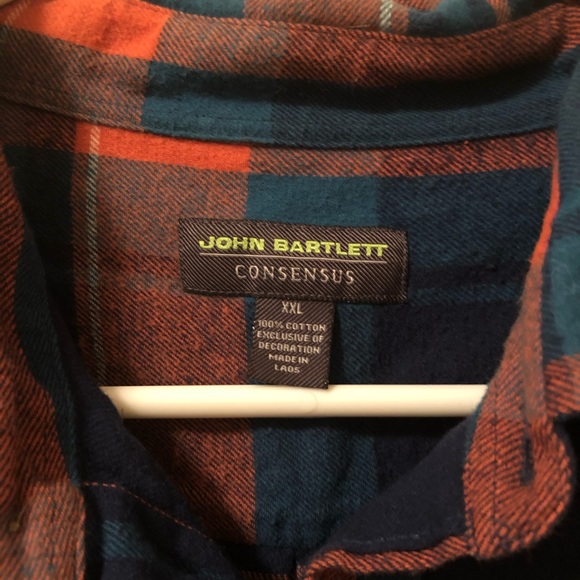 JOHN BARTLETT
CONSENSUS
XXL
100% COTTON
EXCLUSIVE OF
DECORATION
MADE IN
LAOS